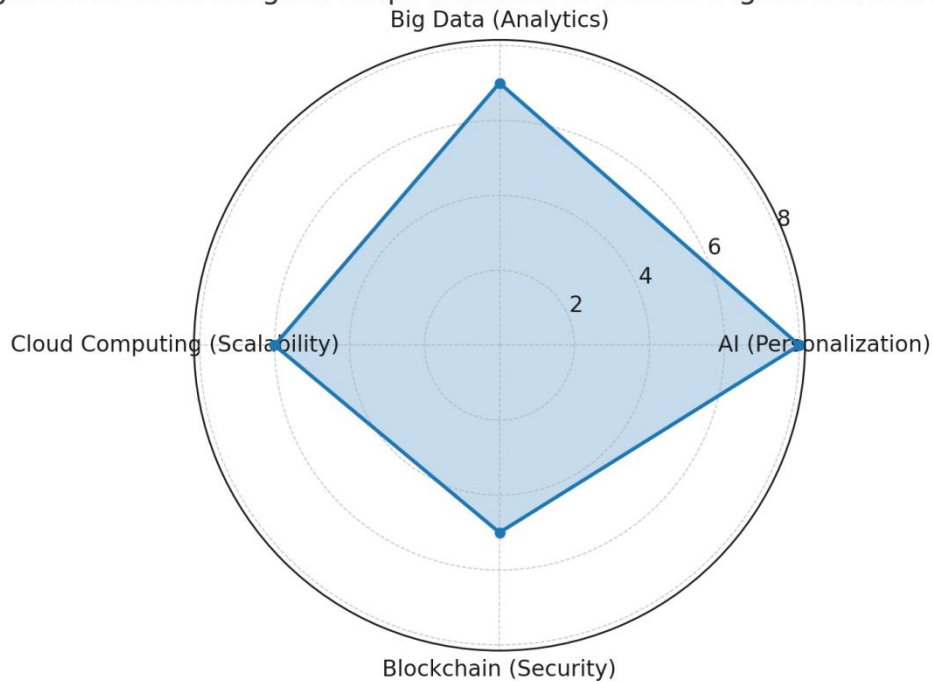 Big Data (Analytics)
8
6
4
2
Cloud Computing (Scalability)
AI (Personalization)
Blockchain (Security)